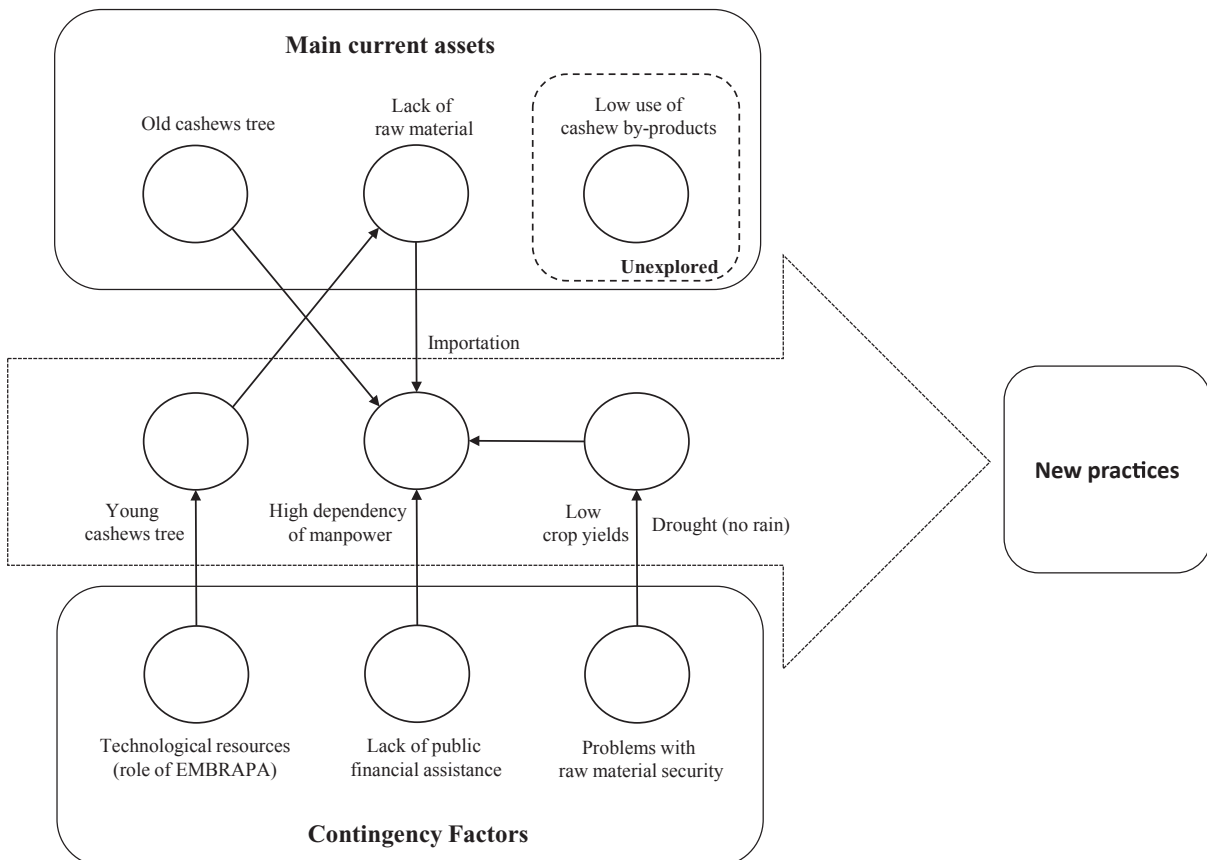 Main current assets
Old cashews tree
Lack of
raw material
Low use of
cashew by-products
Unexplored
Importation
Young
cashews tree
High dependency
of manpower
Low
crop yields
Drought (no rain)
New practices
Technological resources
(role of EMBRAPA)
Lack of public
financial assistance
Problems with
raw material security
Contingency Factors